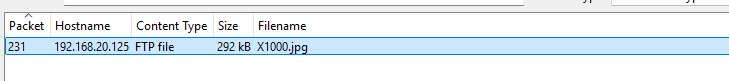 Packet Hostname Content Type Size Filename
231 192.168.20.125 FTP file 292 kB X1000.jpg